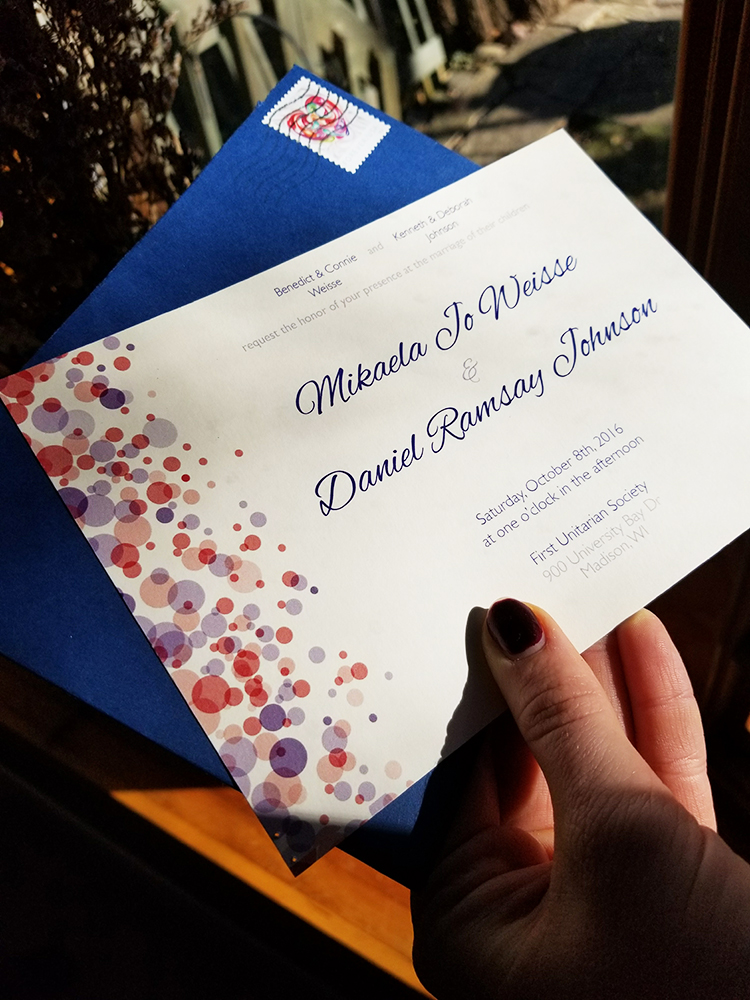 Benedict & Connie
Weisse
and
Kenneth & Deborah
Johnson
request the honor of your presence at the marriage of their children
Mikaela Jo Weisse
&
Daniel Ramsay Johnson
Saturday, October 8th, 2016
at one o'clock in the afternoon
First Unitarian Society
900 University Bay Dr
Madison, WI